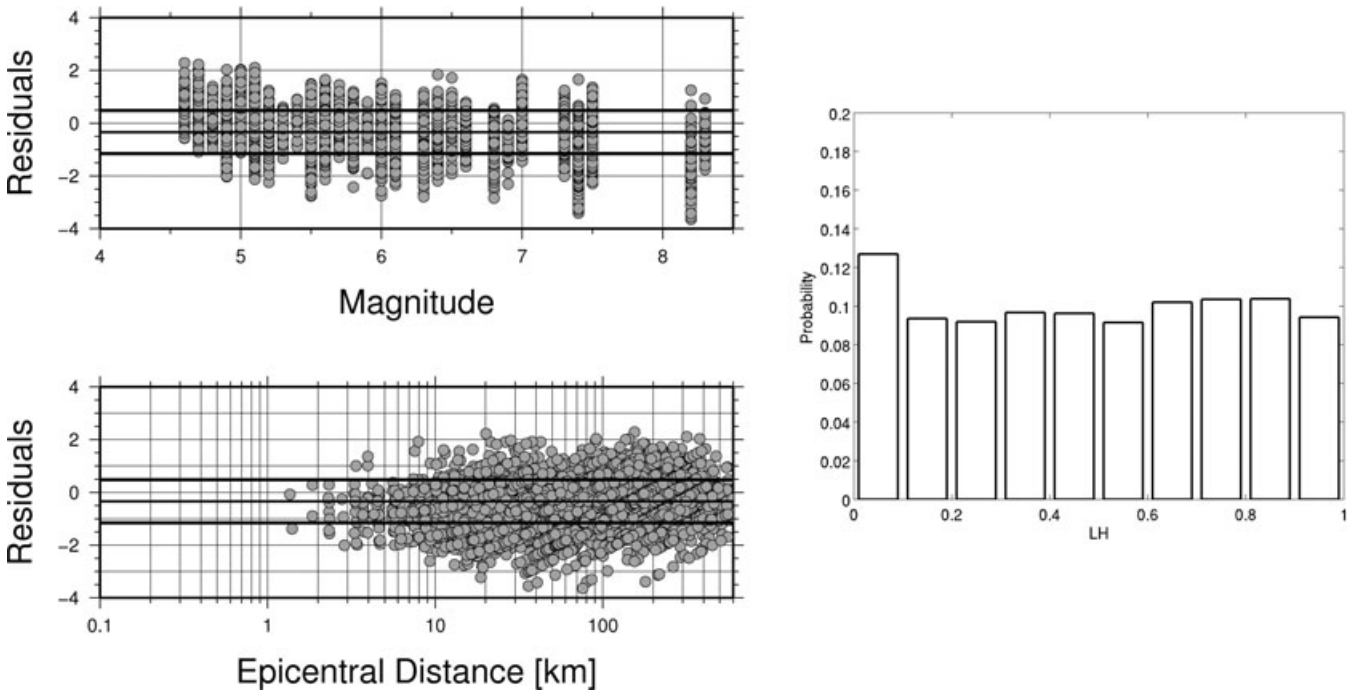 Residuals
4
2
0
−2
−4
4 5 6 7 8
Magnitude
Residuals
4
2
0
−2
−4
0.1 1 10 100
Epicentral Distance [km]
Probability
0.2
0.18
0.16
0.14
0.12
0.1
0.08
0.06
0.04
0.02
0
0 0.2 0.4 0.6 0.8 1
LH